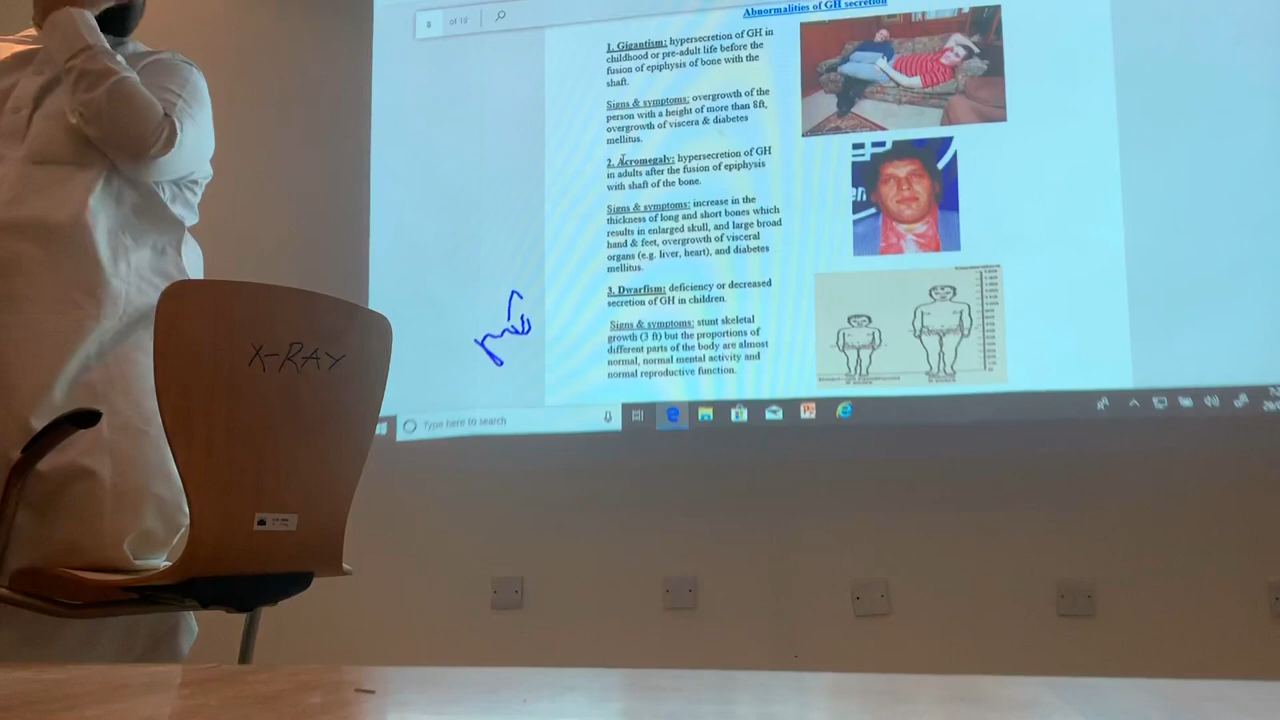 8 of 19
Abnormalities of GH secretion
1. Gigantism: hypersecretion of GH in
childhood or pre-adult life before the
fusion of epiphysis of bone with the
shaft.
Signs & symptoms: overgrowth of the
person with a height of more than 8ft,
overgrowth of viscera & diabetes
mellitus.
2. Acromegaly: hypersecretion of GH
in adults after the fusion of epiphysis
with shaft of the bone.
Signs & symptoms: increase in the
thickness of long and short bones which
results in enlarged skull, and large broad
hand & feet, overgrowth of visceral
organs (e.g. liver, heart), and diabetes
mellitus.
3. Dwarfism: deficiency or decreased
secretion of GH in children.
Signs & symptoms: stunt skeletal
growth (3 ft) but the proportions of
different parts of the body are almost
normal, normal mental activity and
normal reproductive function.
Type here to search
X-RAY